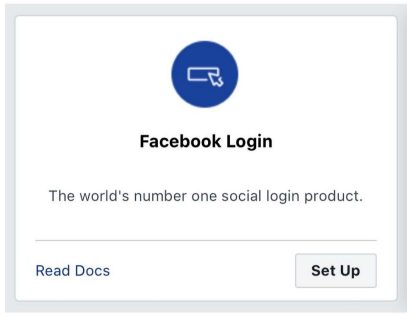 Facebook Login
The world's number one social login product.
Read Docs
Set Up